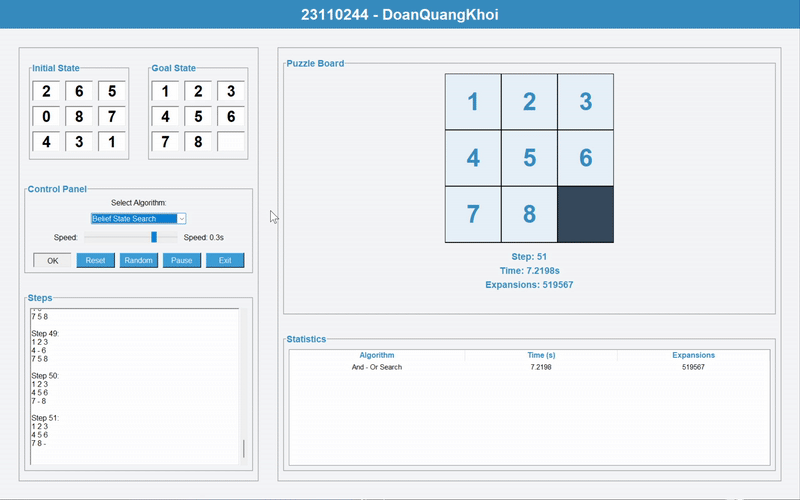 23110244 - DoanQuangKhoi
Initial State
2 6 5
0 8 7
4 3 1
Goal State
1 2 3
4 5 6
7 8
Control Panel
Select Algorithm:
Belief State Search
Speed: Speed: 0.3s
OK Reset Random Pause Exit
Steps
7 5 8
Step 49:
1 2 3
4 - 6
7 5 8
Step 50:
1 2 3
4 5 6
7 - 8
Step 51:
1 2 3
4 5 6
7 8 -
Puzzle Board
1 2 3
4 5 6
7 8
Step: 51
Time: 7.2198s
Expansions: 519567
Statistics
Algorithm Time (s) Expansions
And - Or Search 7.2198 519567